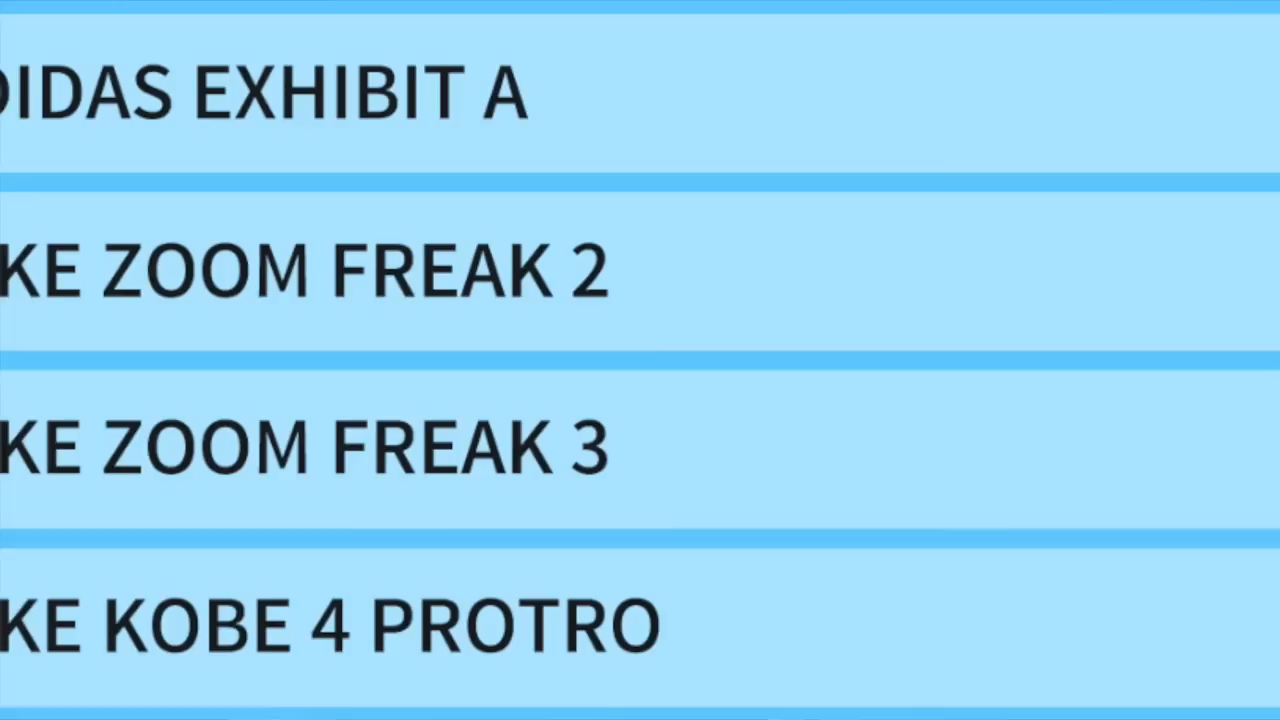 DIDAS EXHIBIT A
KE ZOOM FREAK 2
KE ZOOM FREAK 3
KE KOBE 4 PROTRO